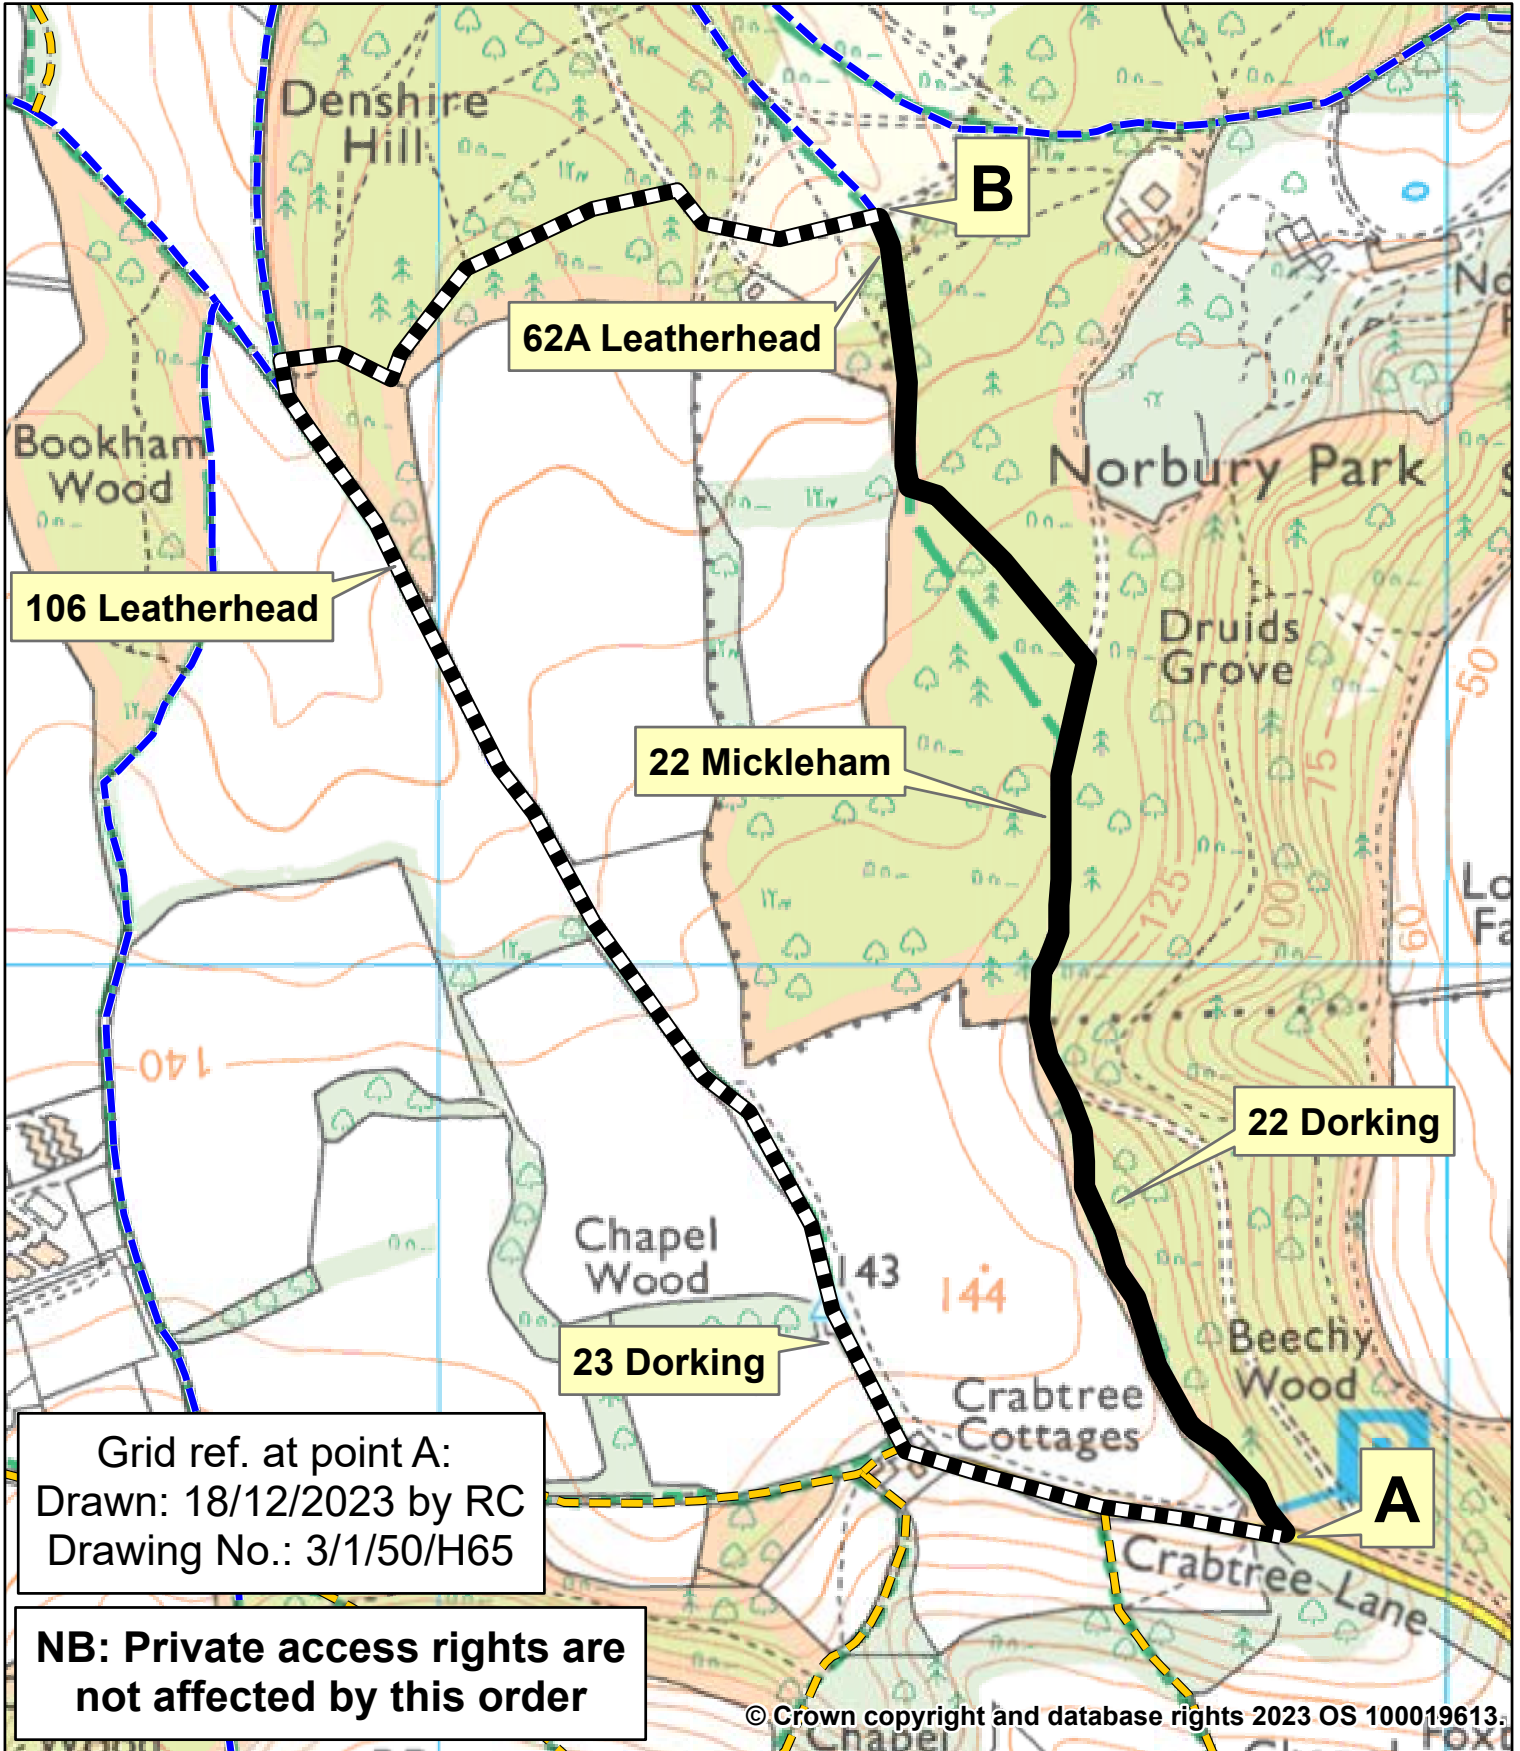 Denshire
Hill
B
62A Leatherhead
Bookham
Wood
Norbury Park
106 Leatherhead
Druids
Grove
50
22 Mickleham
75
125
100
60
140
22 Dorking
Chapel
Wood
143
144
23 Dorking
Beechy
Wood
Crabtree
Cottages
P
A
Grid ref. at point A:
Drawn: 18/12/2023 by RC
Drawing No.: 3/1/50/H65
Crabtree Lane
NB: Private access rights are
not affected by this order
© Crown copyright and database rights 2023 OS 100019613.
Chapel
Wood